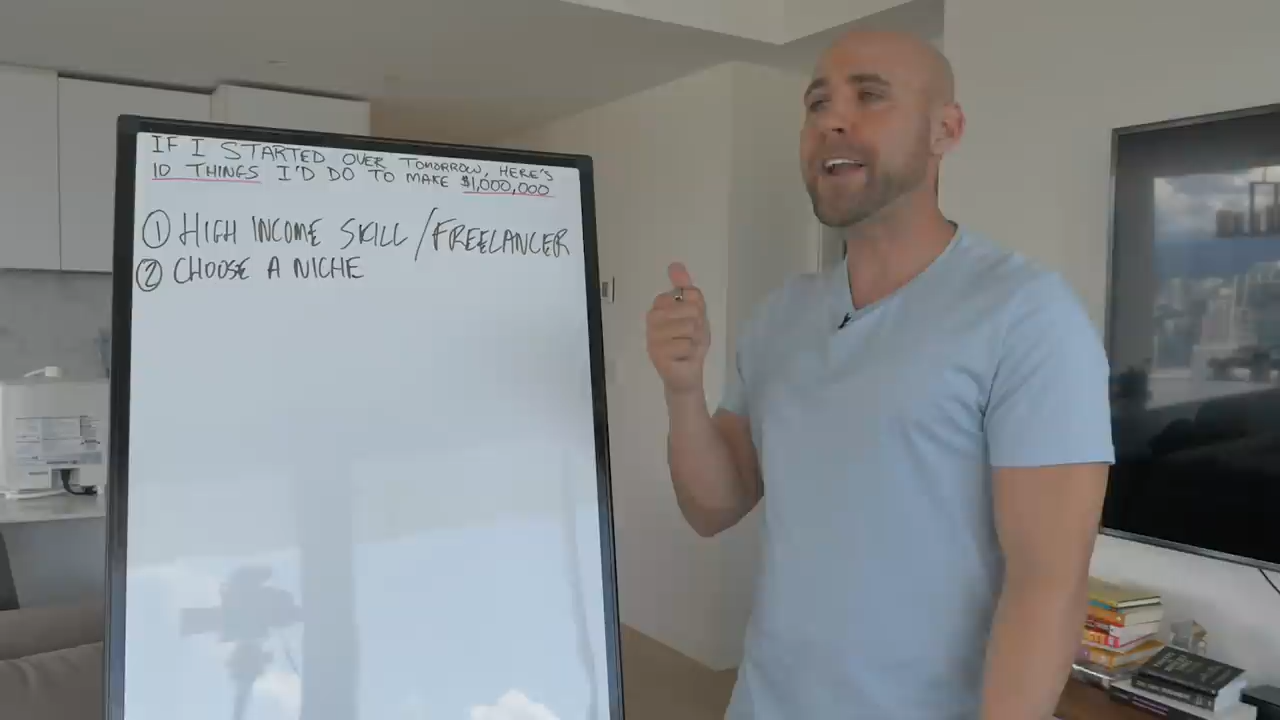 IF I STARTED OVER TOMORROW, HERE'S
10 THINGS I'D DO TO MAKE $1,000,000
① HIGH INCOME SKILL/FREELANCER
② CHOOSE A NICHE